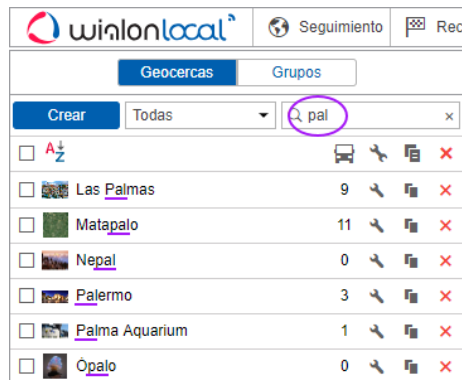 wialonlocal Seguimiento Rec
Geocercas Grupos
Crear Todas pal ×
A Z
Las Palmas 9
Matapalo 11
Nepal 0
Palermo 3
Palma Aquarium 1
Ópalo 0